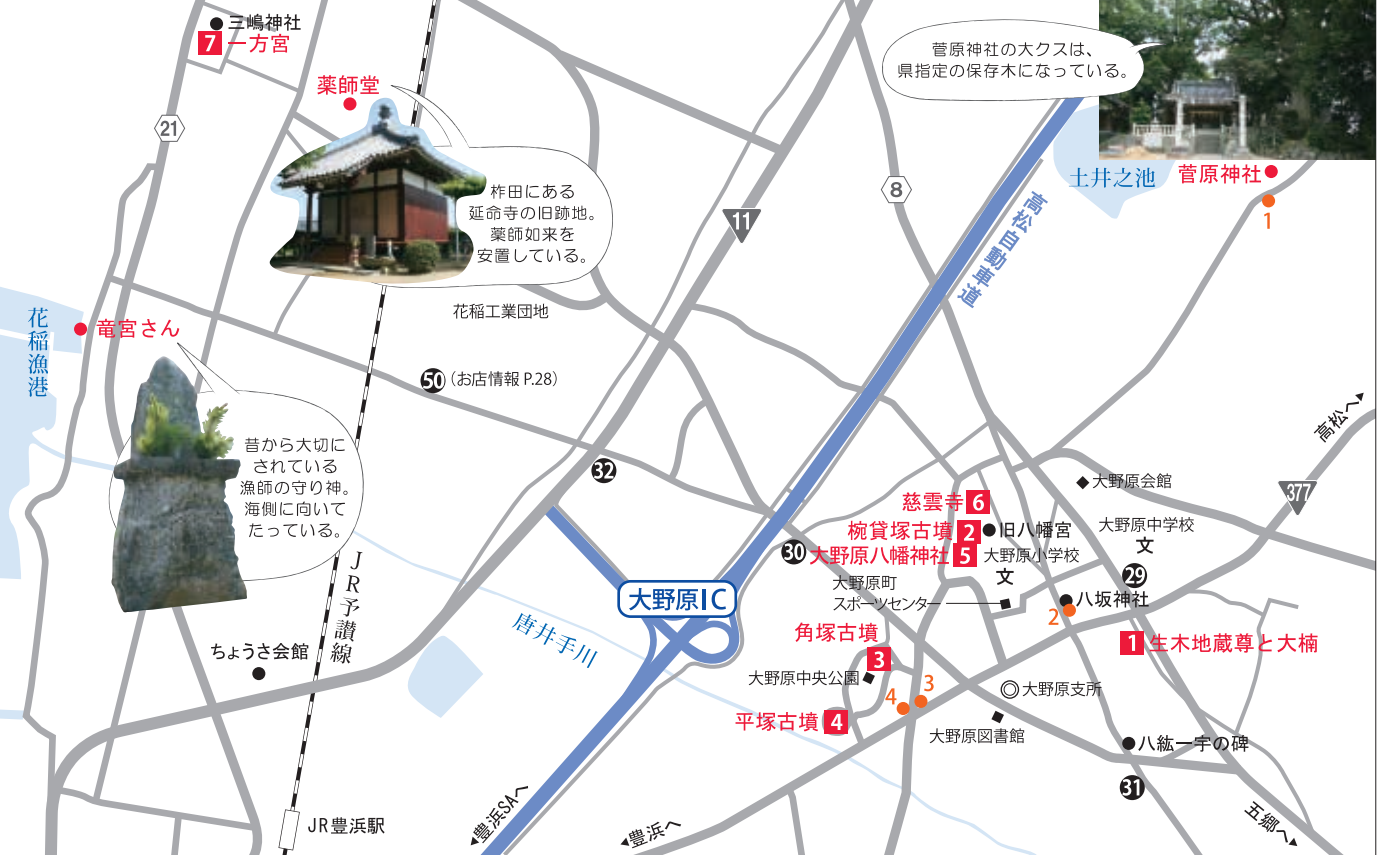 三嶋神社
7 一方宮
薬師堂
21
柞田にある
延命寺の旧跡地。
薬師如来を
安置している。
菅原神社の大クスは、
県指定の保存木になっている。
土井之池
菅原神社
1
8
11
高松自動車道
花稲漁港
竜宮さん
花稲工業団地
50 (お店情報 P.28)
昔から大切に
されている
漁師の守り神。
海側に向いて
たっている。
32
高松へ
377
大野原会館
慈雲寺 6
椀貸塚古墳 2
旧八幡宮
大野原中学校
文
30
大野原八幡神社 5
大野原小学校
文
29
大野原町
スポーツセンター
八坂神社
2
大野原IC
唐井手川
JR予讃線
ちょうさ会館
角塚古墳
3
1 生木地蔵尊と大楠
大野原中央公園
大野原支所
4
3
平塚古墳 4
大野原図書館
八紘一宇の碑
31
JR豊浜駅
豊浜SAへ
豊浜へ
五郷へ